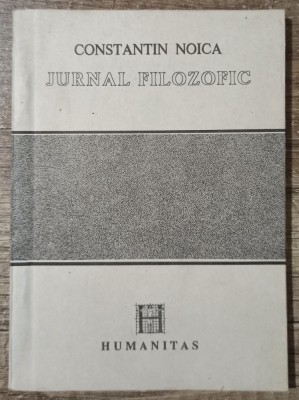 CONSTANTIN NOICA
JURNAL FILOZOFIC
H
HUMANITAS